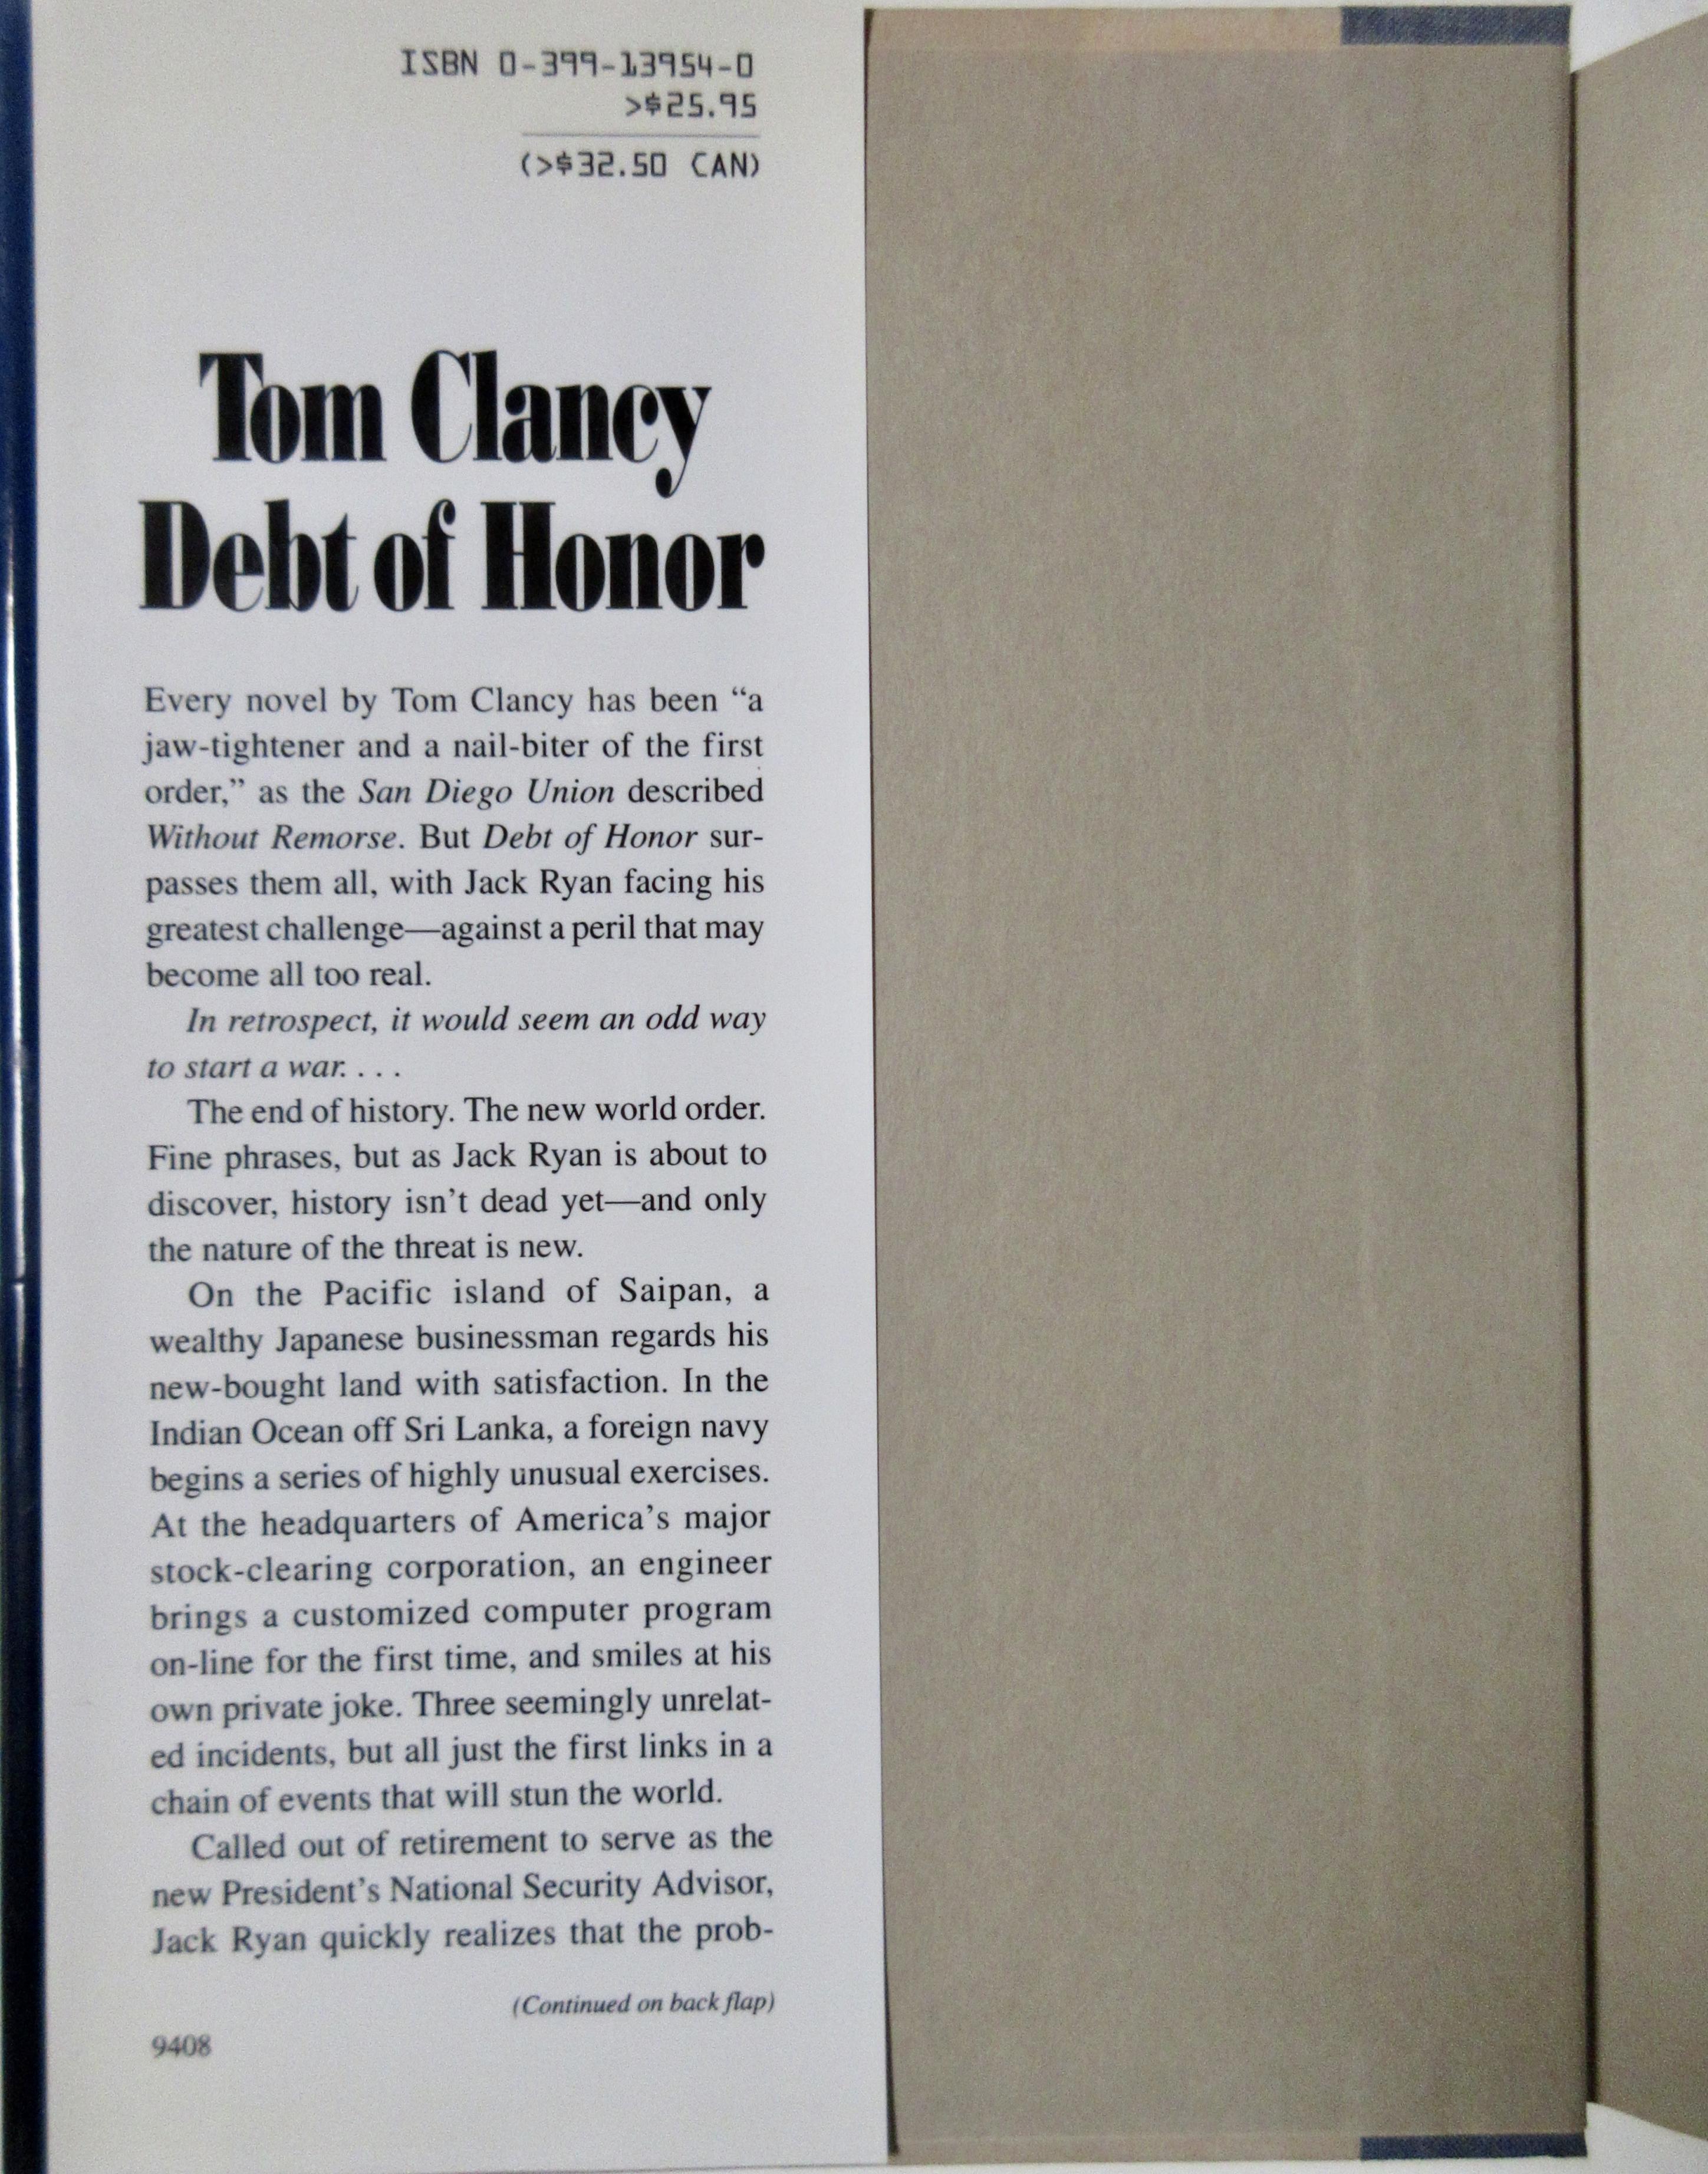 ISBN 0-399-13954-0
>$25.95
(>$32.50 CAN)
Tom Clancy
Debt of Honor
Every novel by Tom Clancy has been “a
jaw-tightener and a nail-biter of the first
order,” as the San Diego Union described
Without Remorse. But Debt of Honor sur-
passes them all, with Jack Ryan facing his
greatest challenge—against a peril that may
become all too real.
In retrospect, it would seem an odd way
to start a war. . . .
The end of history. The new world order.
Fine phrases, but as Jack Ryan is about to
discover, history isn’t dead yet—and only
the nature of the threat is new.
On the Pacific island of Saipan, a
wealthy Japanese businessman regards his
new-bought land with satisfaction. In the
Indian Ocean off Sri Lanka, a foreign navy
begins a series of highly unusual exercises.
At the headquarters of America’s major
stock-clearing corporation, an engineer
brings a customized computer program
on-line for the first time, and smiles at his
own private joke. Three seemingly unrelat-
ed incidents, but all just the first links in a
chain of events that will stun the world.
Called out of retirement to serve as the
new President’s National Security Advisor,
Jack Ryan quickly realizes that the prob-
(Continued on back flap)
9408